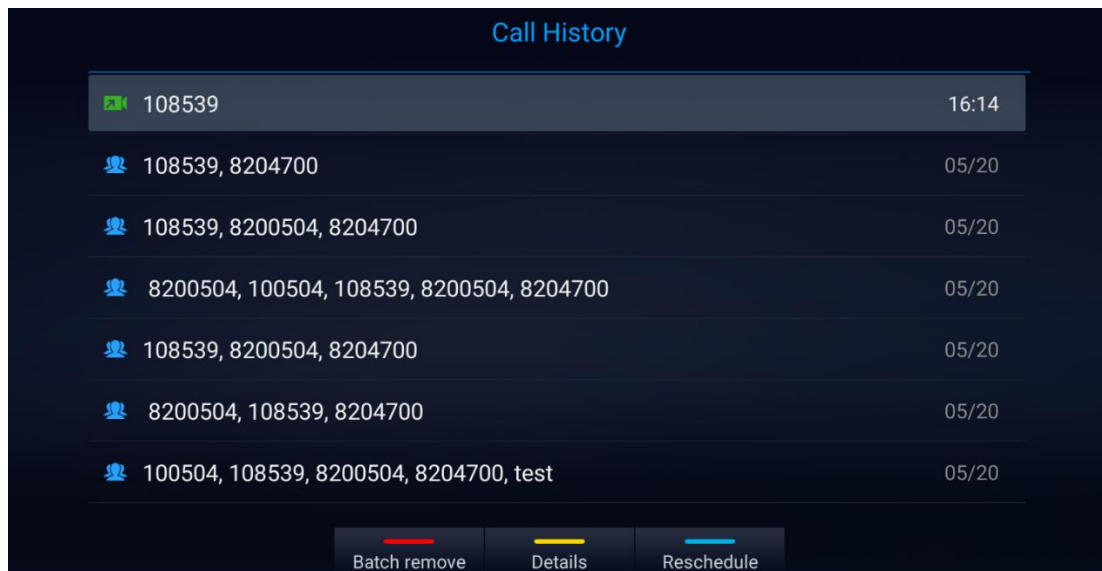 Call History
108539 16:14
108539, 8204700 05/20
108539, 8200504, 8204700 05/20
8200504, 100504, 108539, 8200504, 8204700 05/20
108539, 8200504, 8204700 05/20
8200504, 108539, 8204700 05/20
100504, 108539, 8200504, 8204700, test 05/20
Batch remove Details Reschedule